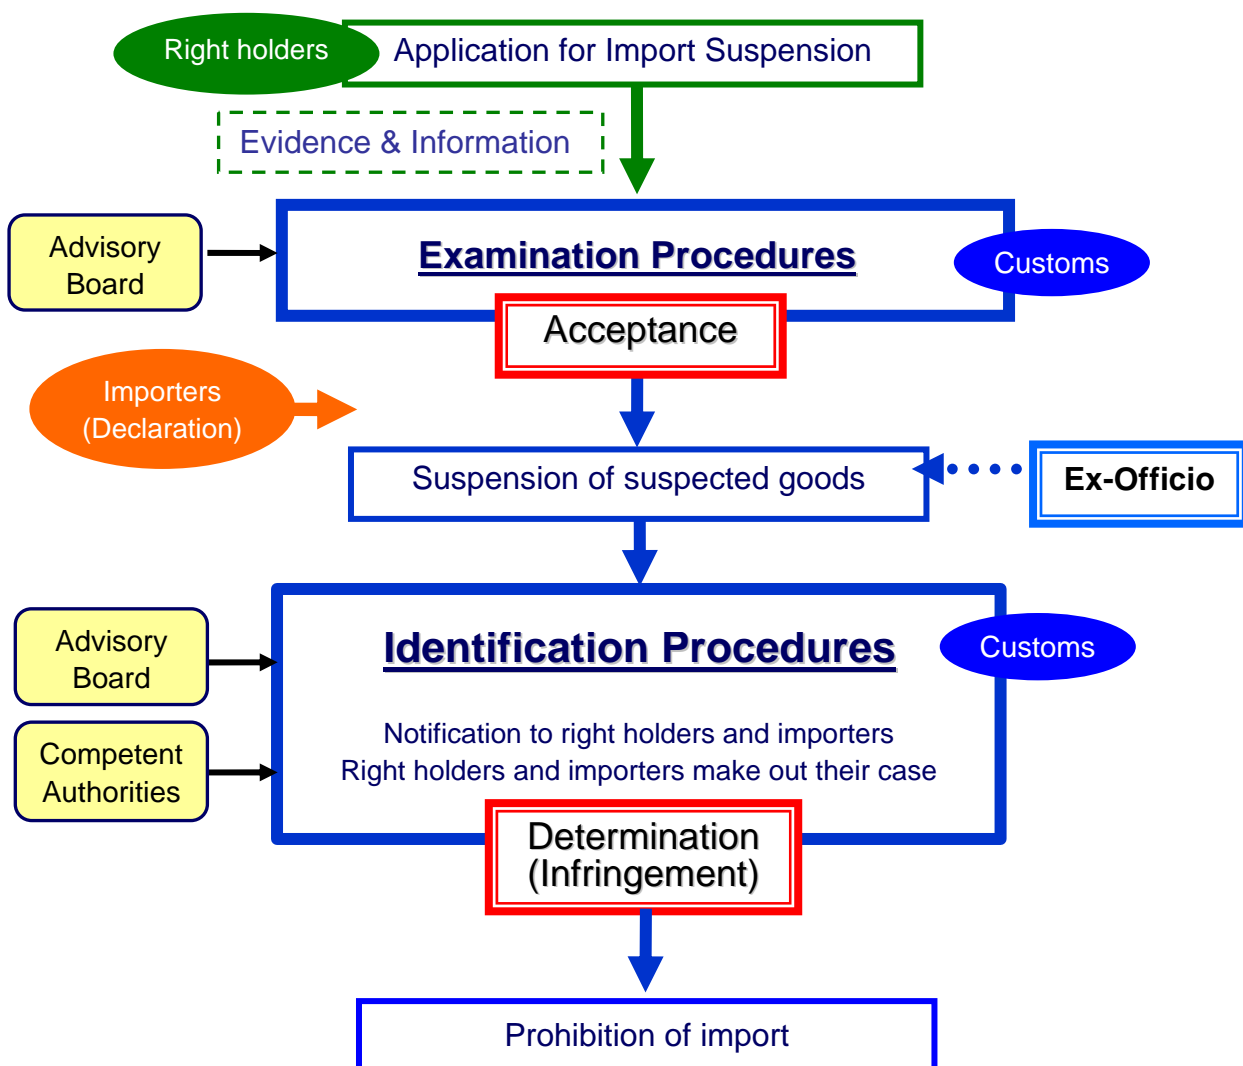 Right holders
Application for Import Suspension
Evidence & Information
Advisory
Board
Examination Procedures
Customs
Acceptance
Importers
(Declaration)
Suspension of suspected goods
Ex-Officio
Advisory
Board
Identification Procedures
Customs
Notification to right holders and importers
Right holders and importers make out their case
Competent
Authorities
Determination
(Infringement)
Prohibition of import